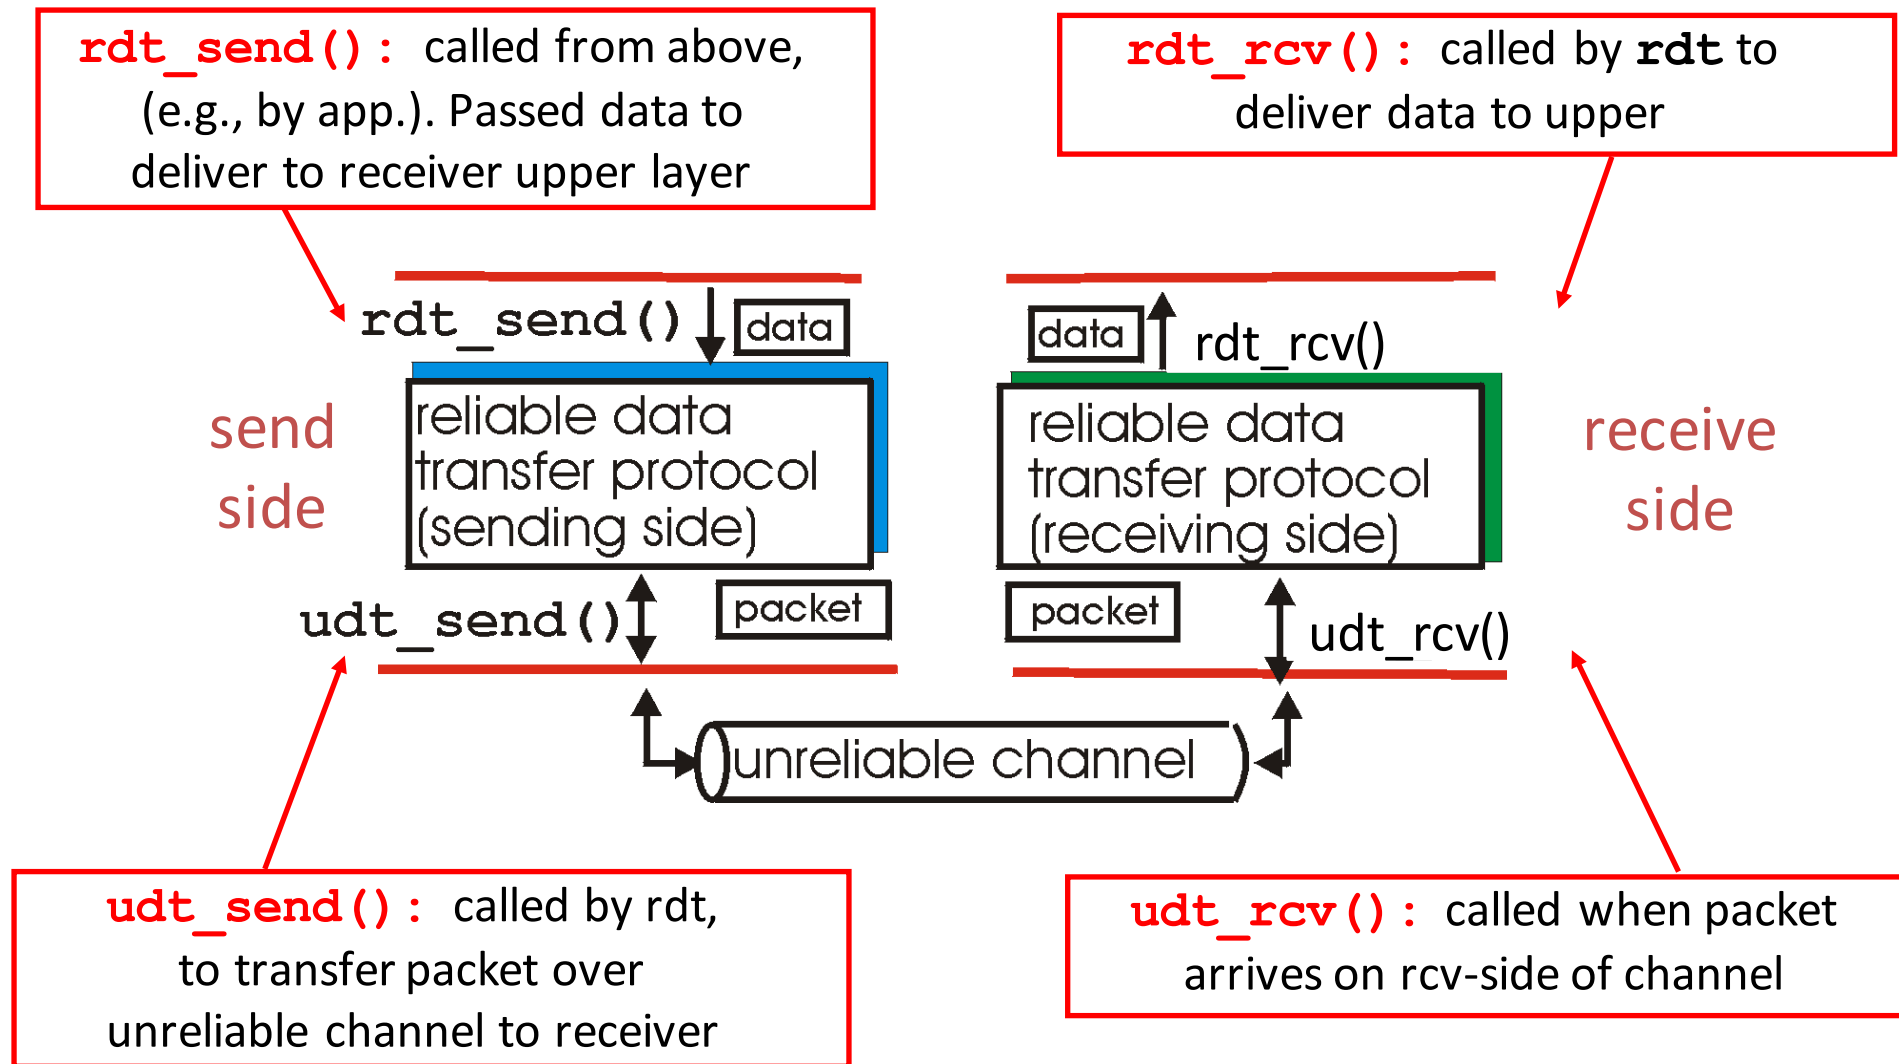 rdt_send(): called from above,
(e.g., by app.). Passed data to
deliver to receiver upper layer
rdt_rcv(): called by rdt to
deliver data to upper
rdt_send()
data
data
rdt_rcv()
send
side
reliable data
transfer protocol
(sending side)
reliable data
transfer protocol
(receiving side)
receive
side
udt_send()
packet
packet
udt_rcv()
unreliable channel
udt_send(): called by rdt,
to transfer packet over
unreliable channel to receiver
udt_rcv(): called when packet
arrives on rcv-side of channel